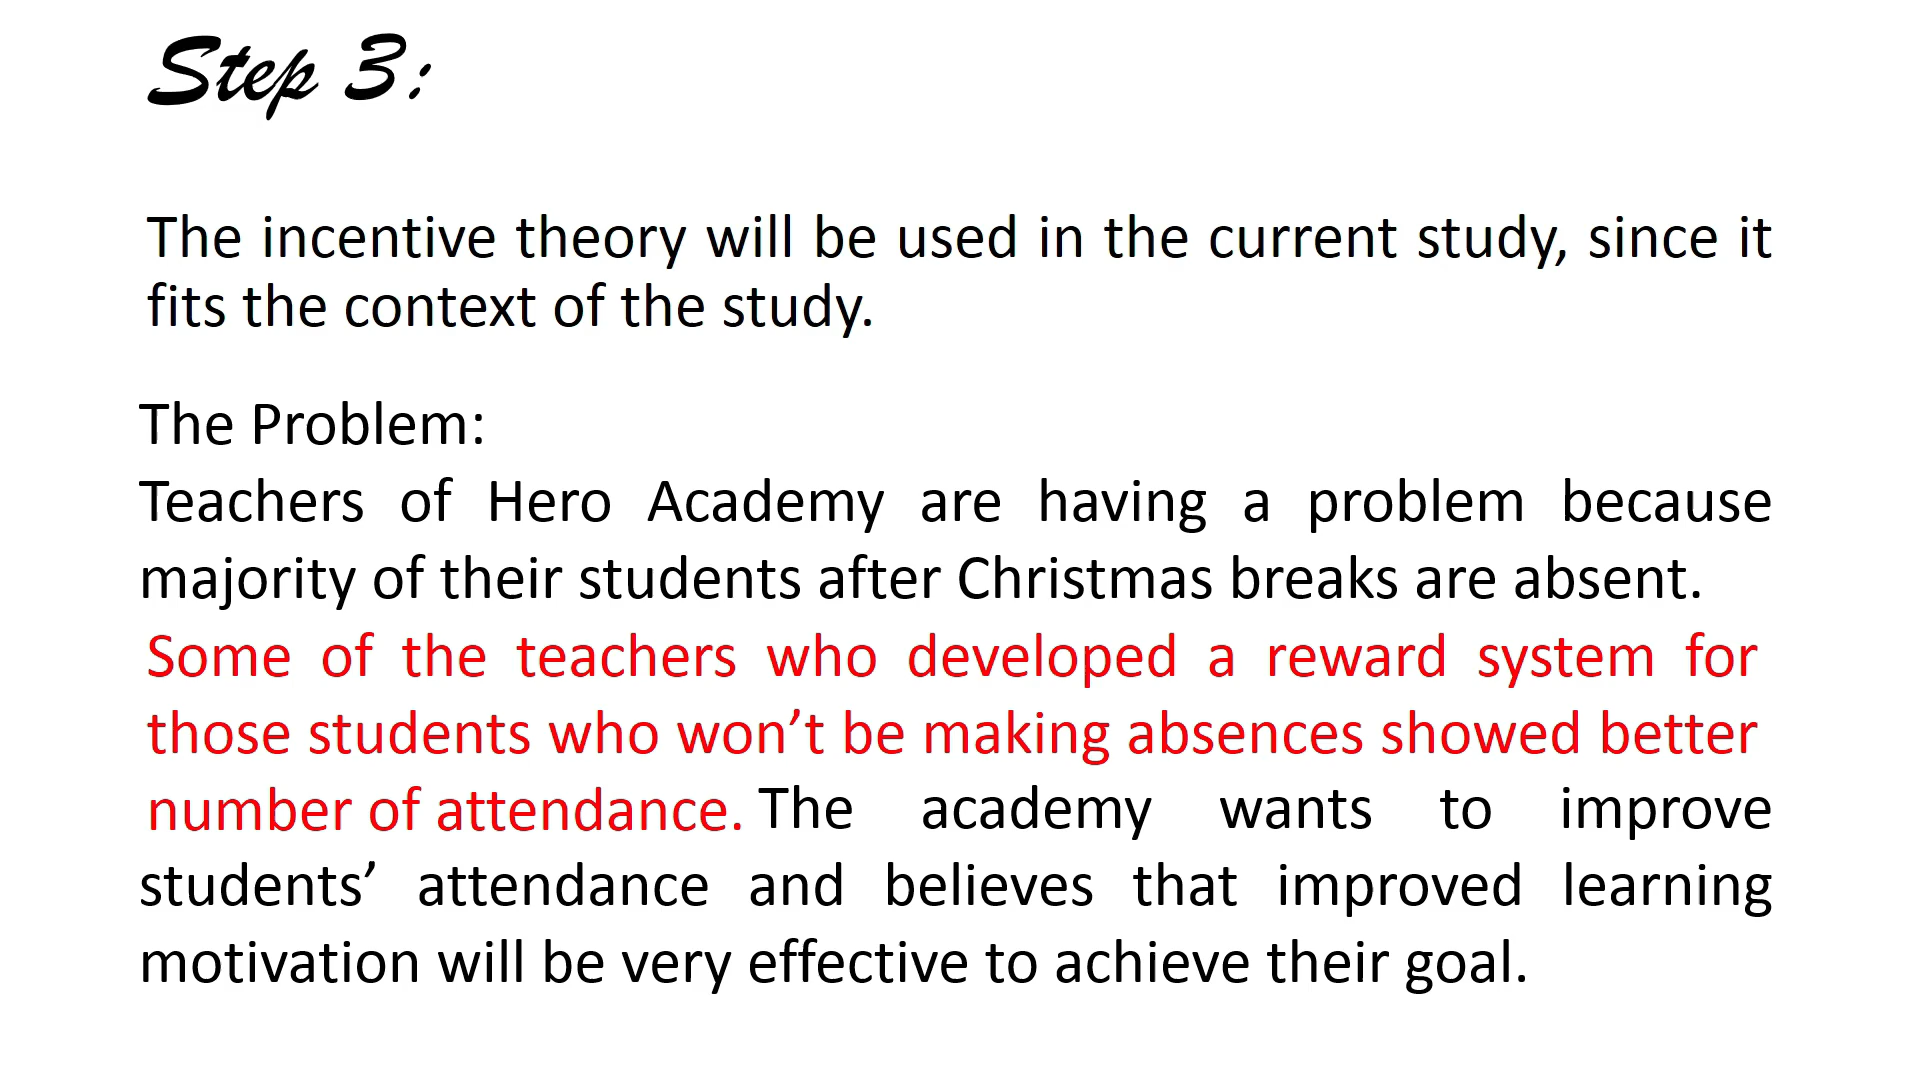 Step 3:
The incentive theory will be used in the current study, since it
fits the context of the study.
The Problem:
Teachers of Hero Academy are having a problem because
majority of their students after Christmas breaks are absent.
Some of the teachers who developed a reward system for
those students who won’t be making absences showed better
number of attendance. The academy wants to improve
students’ attendance and believes that improved learning
motivation will be very effective to achieve their goal.